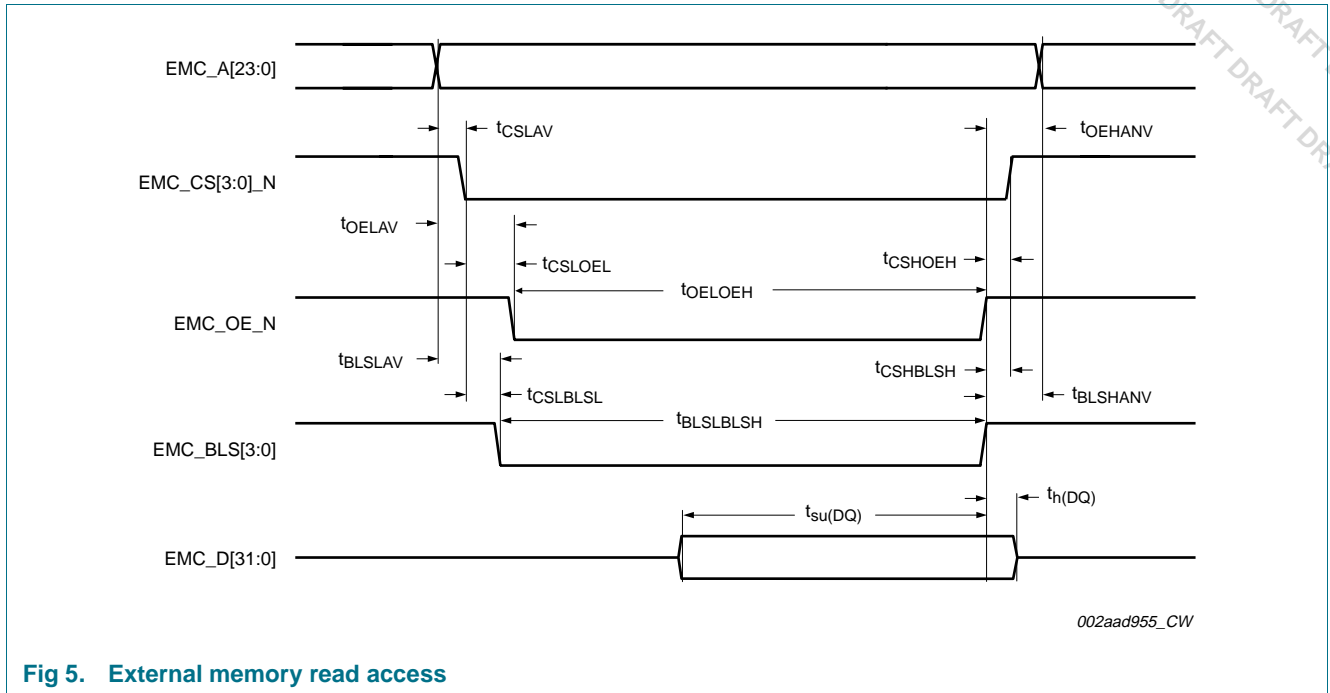 DRAFT DRAFT DRAFT
DRAFT
EMC_A[23:0]
tCSLAV
tOEHANV
EMC_CS[3:0]_N
tOELAV
tCSLOEL
tCSHOEH
tOELOEH
EMC_OE_N
tBLSLAV
tCSHBLSH
tCSLBLSL
tBLSHANV
tBLSLBLSH
EMC_BLS[3:0]
th(DQ)
tsu(DQ)
EMC_D[31:0]
002aad955_CW
Fig 5. External memory read access